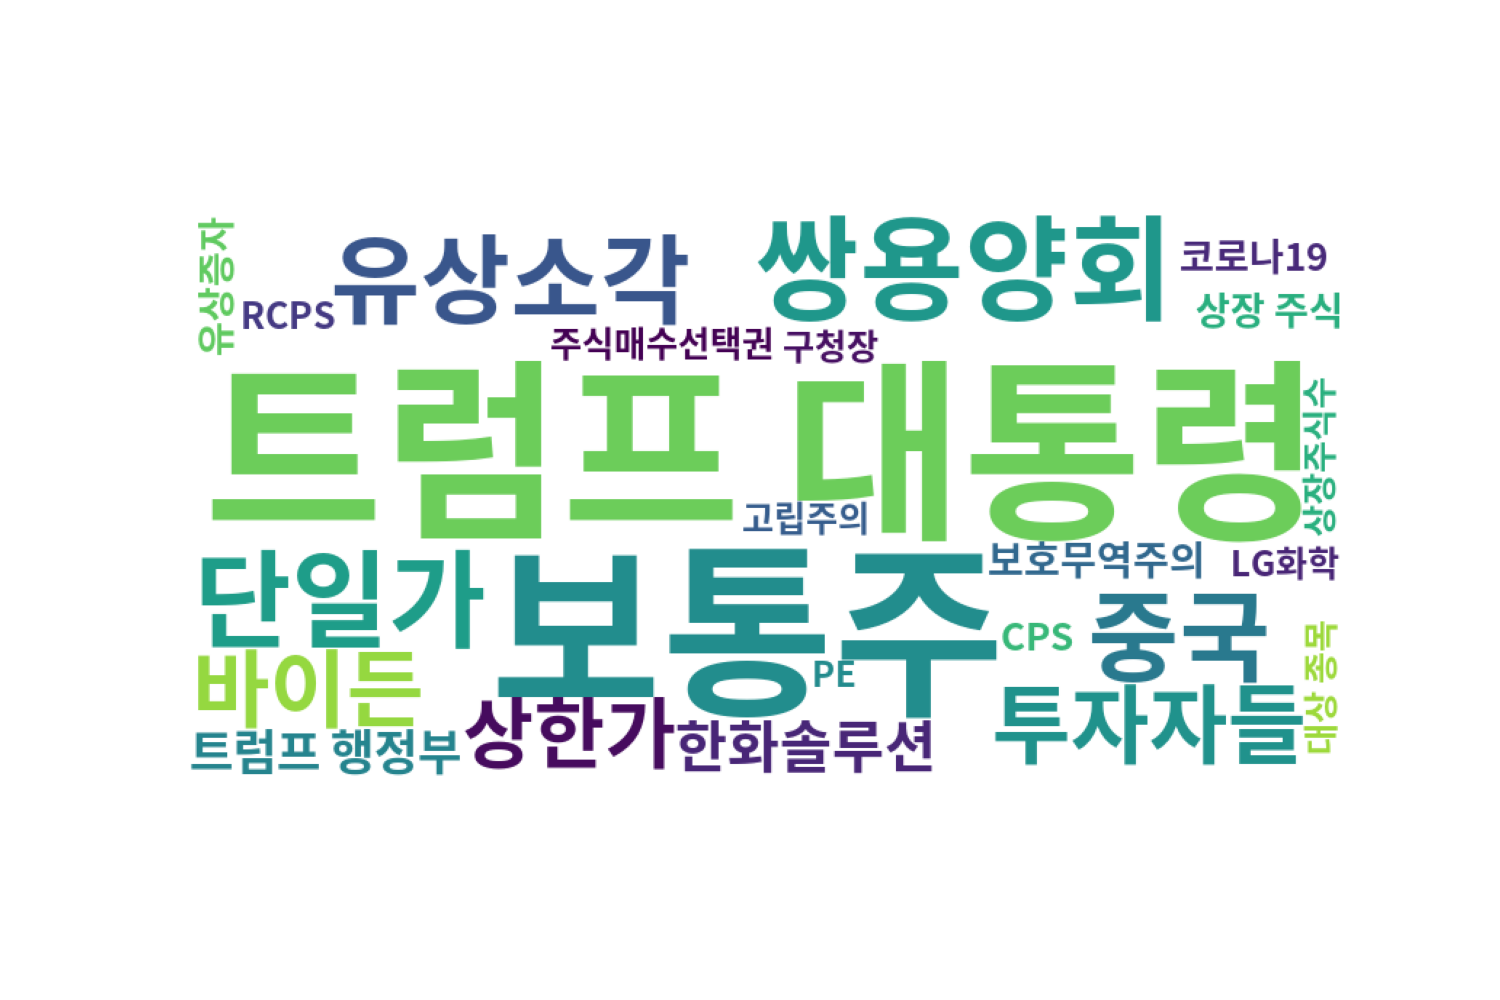 유상증자
RCPS
유상소각
쌍용양회
코로나19
상장 주식
주식매수선택권
구청장
트럼프 대통령
상장주식수
고립주의
단일가
보통주
보호무역주의
LG화학
CPS
중국
바이든
PE
대상 종목
트럼프 행정부
상한가
한화솔루션
투자자들